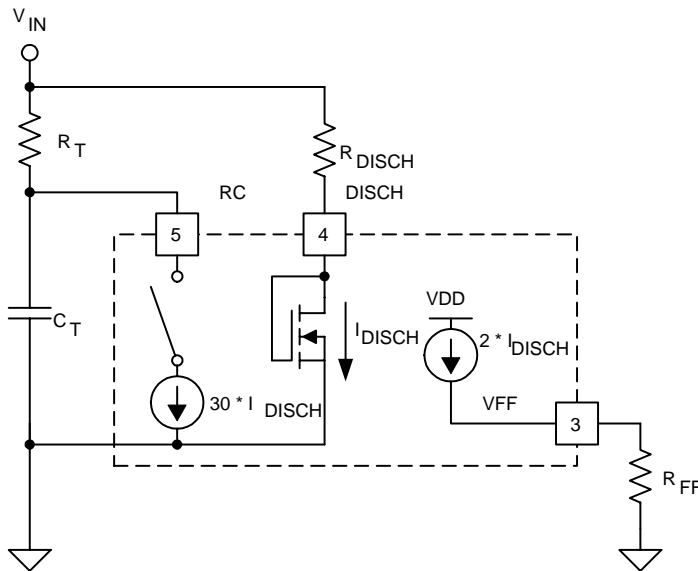 V IN
R T
R DISCH
RC
DISCH
5
4
C T
I DISCH
VDD
2 * I DISCH
30 * I DISCH
VFF
3
R FF